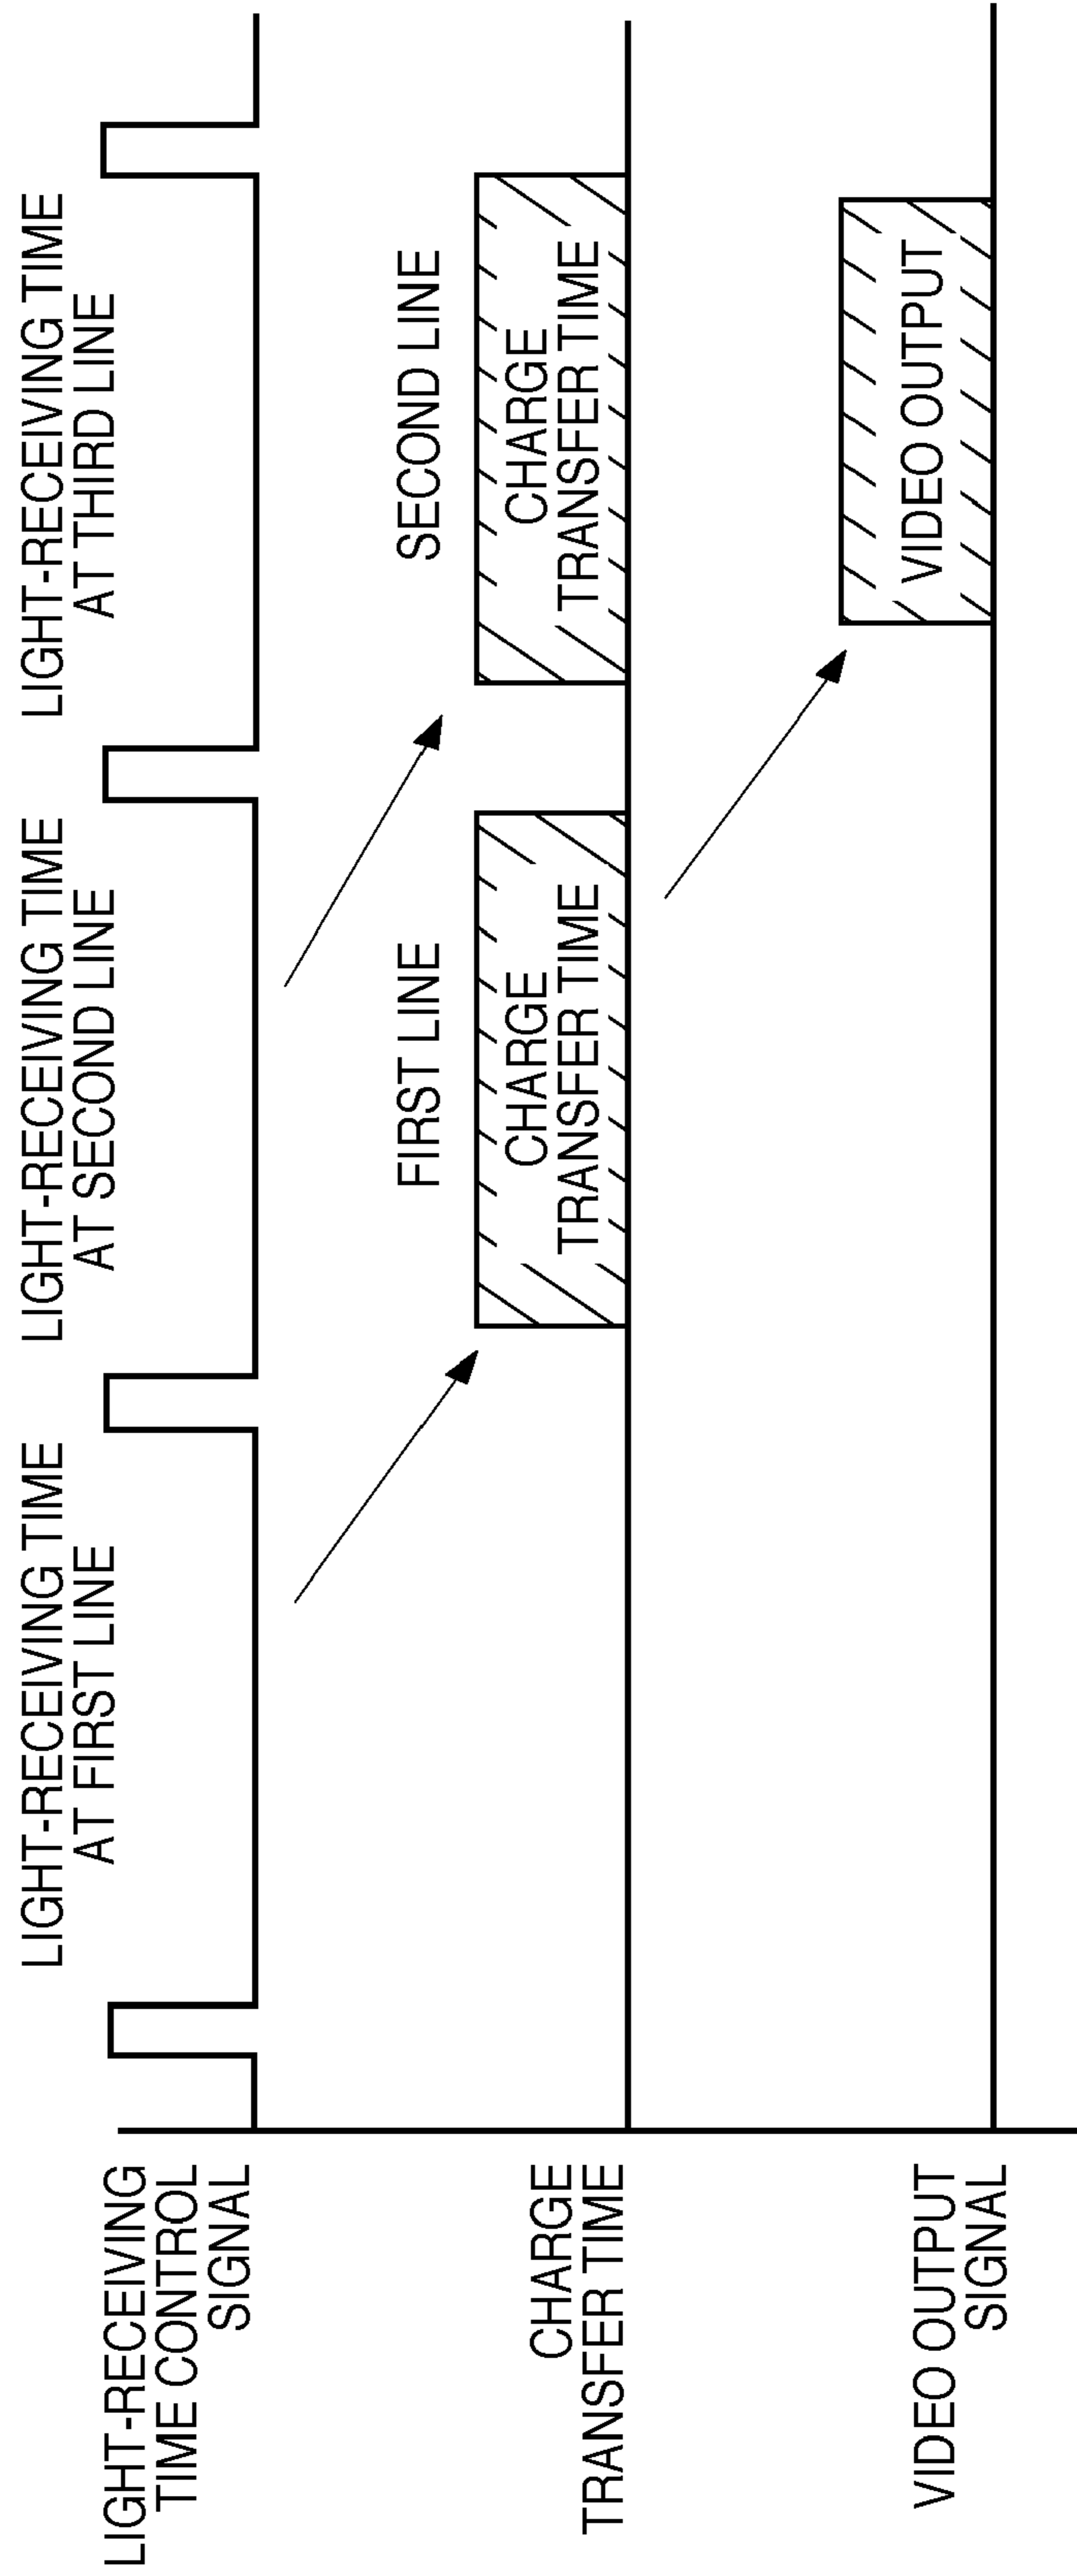 LIGHT-RECEIVING TIME
AT FIRST LINE
LIGHT-RECEIVING TIME
AT SECOND LINE
LIGHT-RECEIVING TIME
AT THIRD LINE
LIGHT-RECEIVING
TIME CONTROL
SIGNAL
FIRST LINE
SECOND LINE
CHARGE
TRANSFER TIME
CHARGE
TRANSFER TIME
CHARGE
TRANSFER TIME
VIDEO OUTPUT
SIGNAL
VIDEO OUTPUT